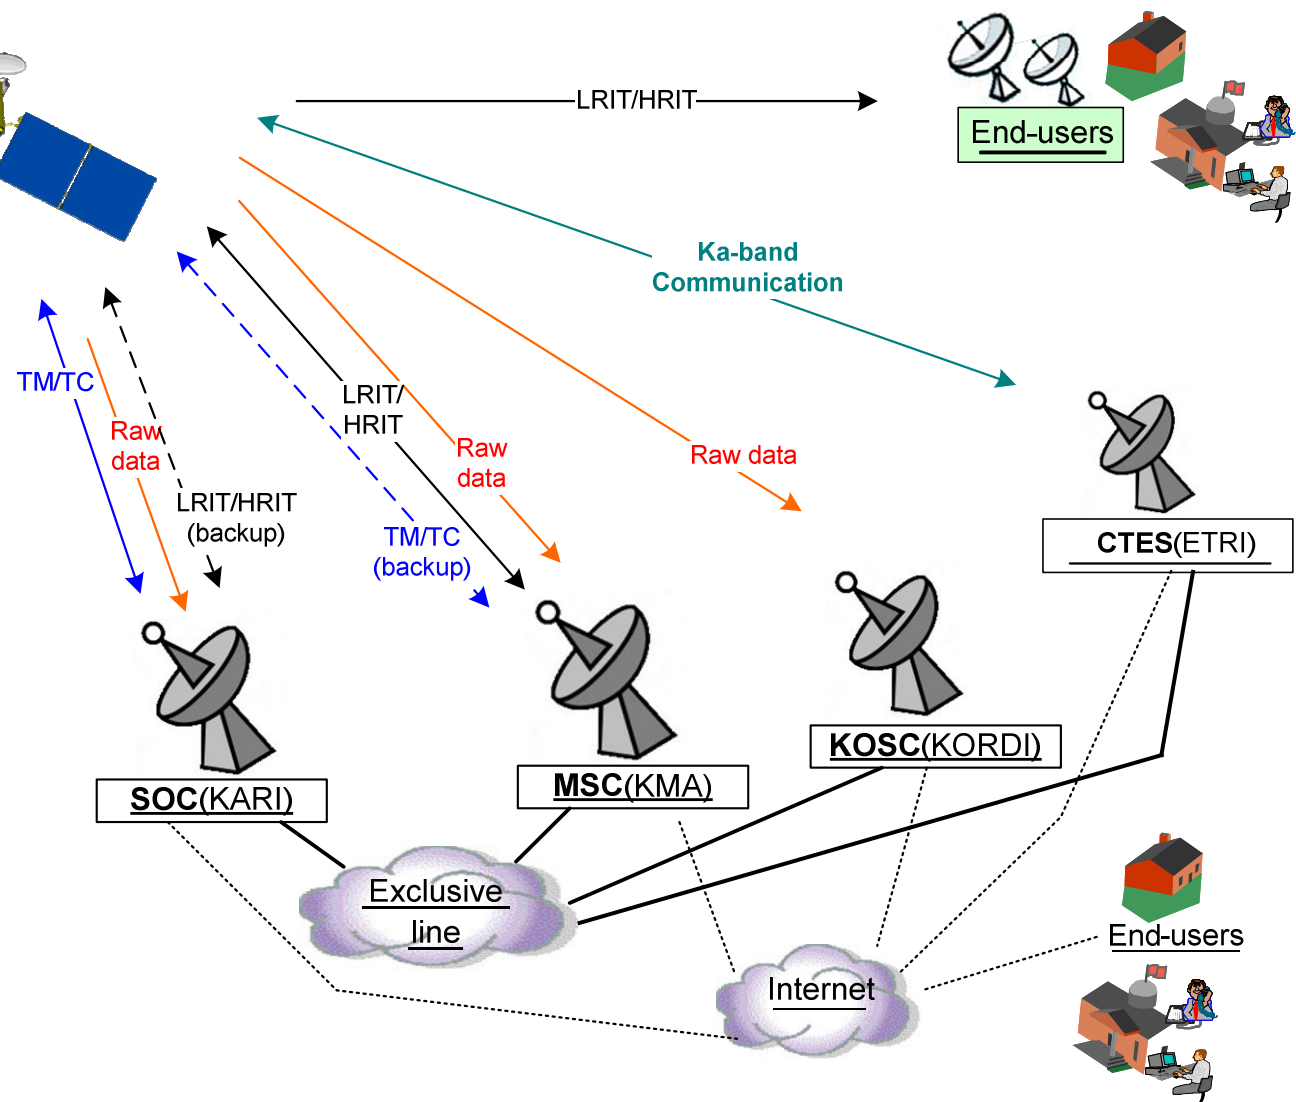 LRIT/HRIT
End-users
Ka-band
Communication
TM/TC
LRIT/
HRIT
Raw
data
Raw
data
Raw data
LRIT/HRIT
(backup)
TM/TC
(backup)
CTES(ETRI)
KOSC(KORDI)
MSC(KMA)
SOC(KARI)
Exclusive
line
End-users
Internet